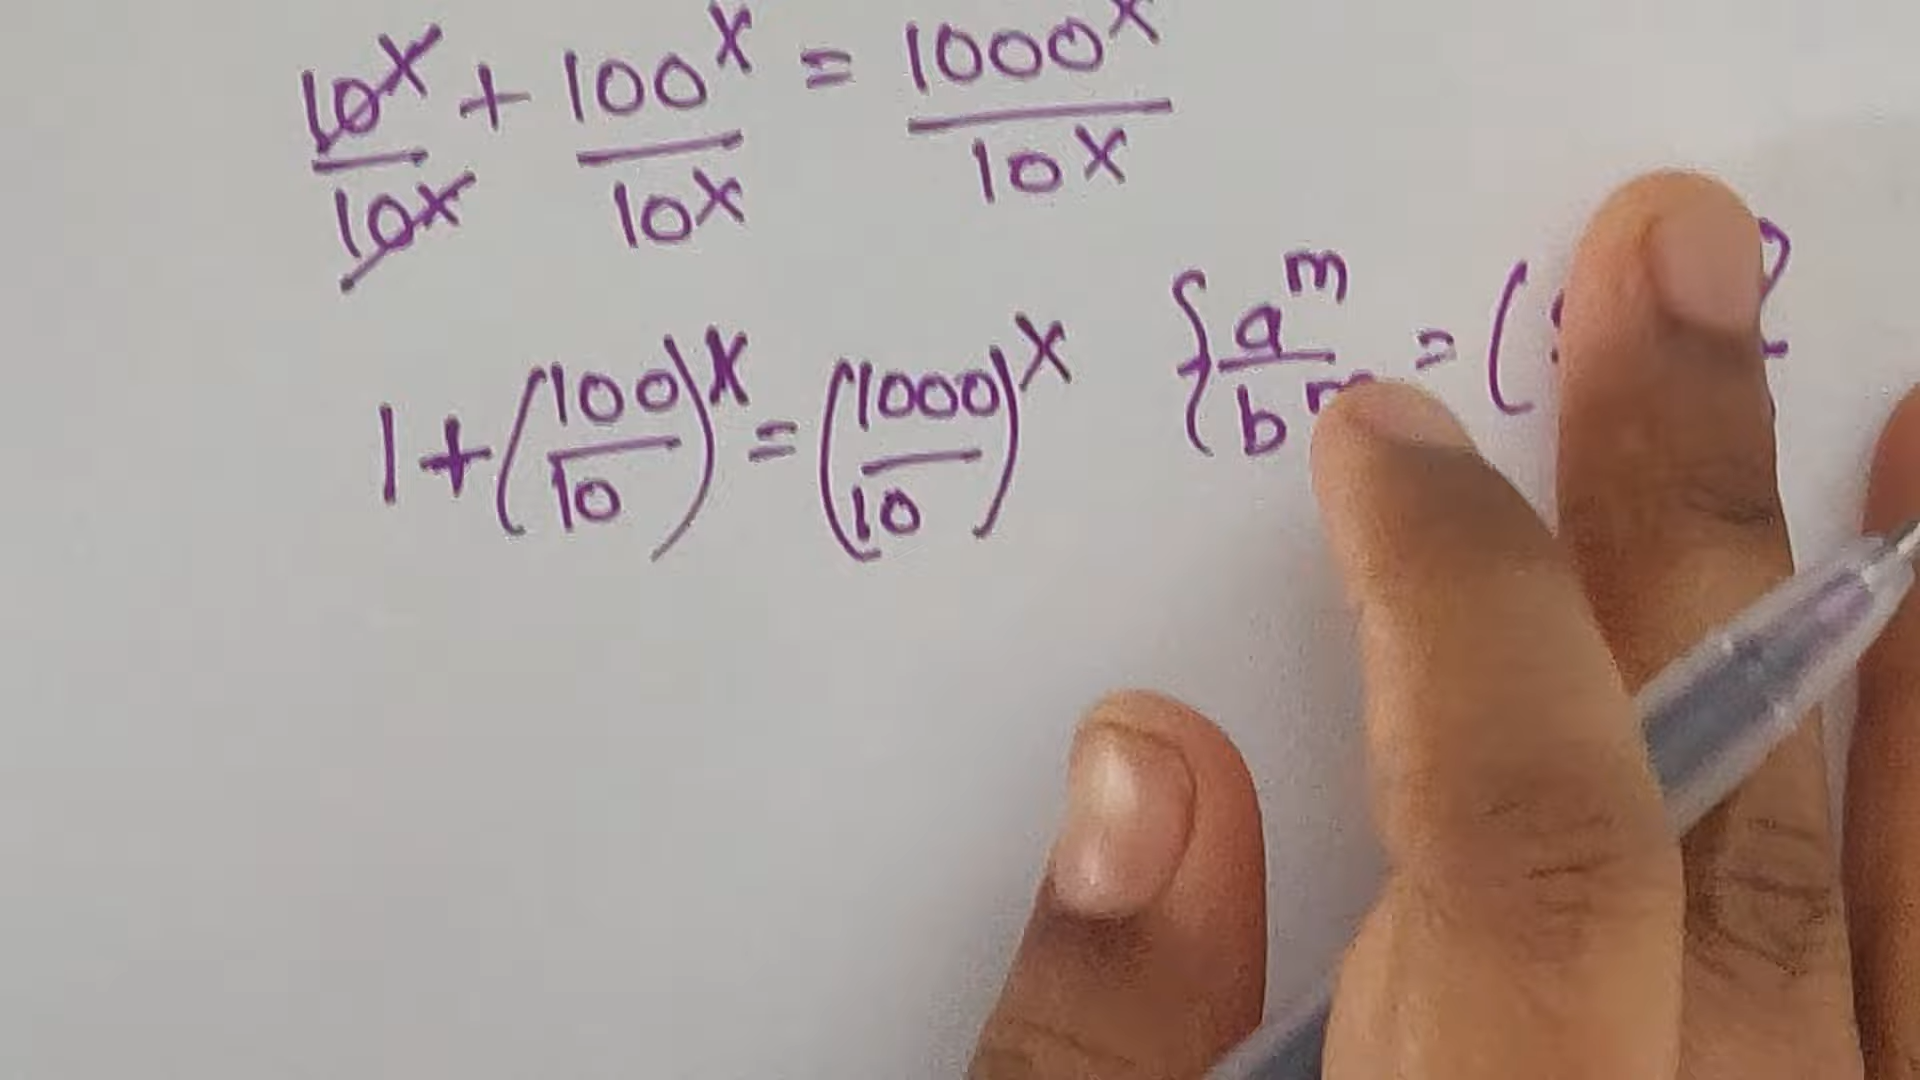 10^x/10^x + 100^x/10^x = 1000^x/10^x
1 + (100/10)^x = (1000/10)^x {a^m/b^m = (